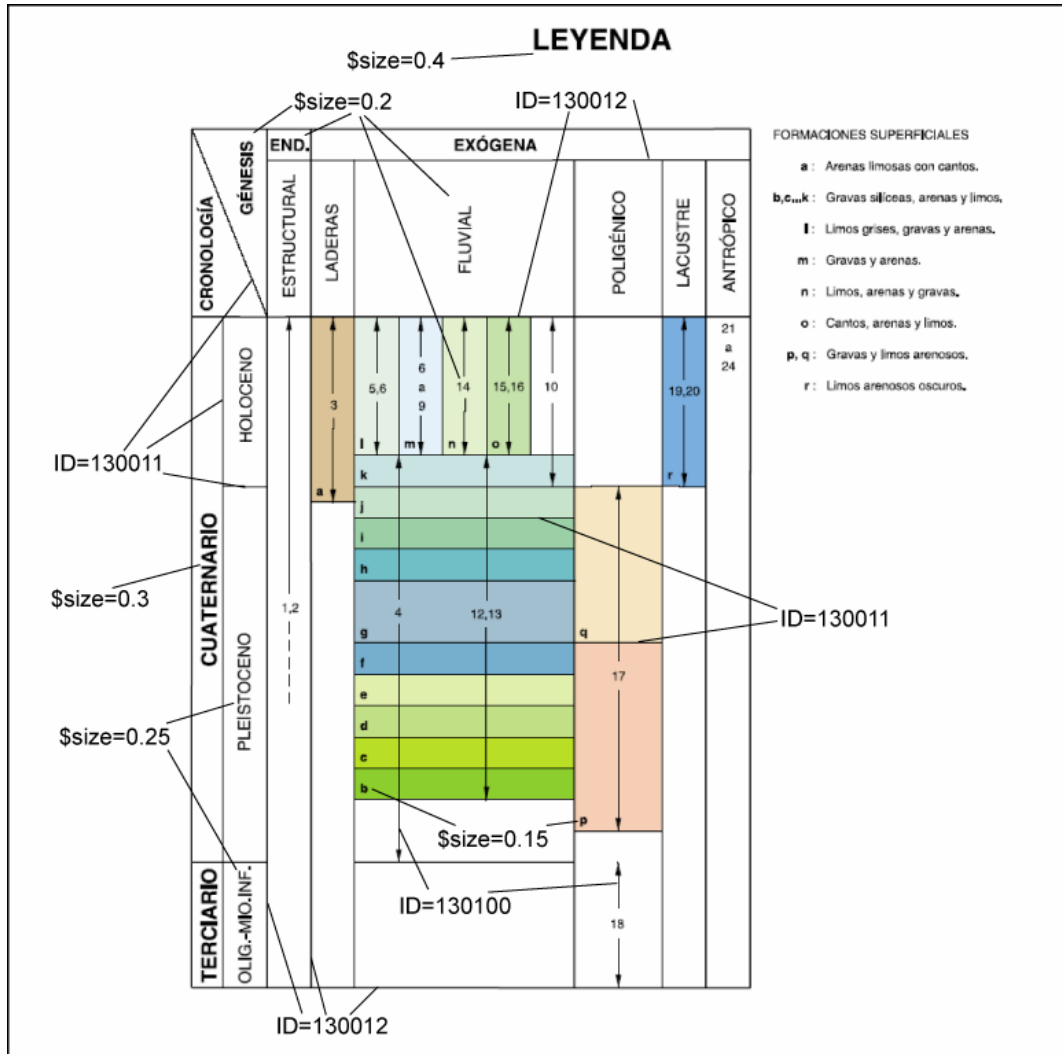 LEYENDA
$size=0.4
$size=0.2
ID=130012
CRONOLOGÍA
GÉNESIS
END.
EXÓGENA
ESTRUCTURAL
LADERAS
FLUVIAL
POLIGÉNICO
LACUSTRE
ANTRÓPICO
FORMACIONES SUPERFICIALES
a : Arenas limosas con cantos.
b,c...k : Gravas silíceas, arenas y limos.
l : Limos grises, gravas y arenas.
m : Gravas y arenas.
n : Limos, arenas y gravas.
o : Cantos, arenas y limos.
p, q : Gravas y limos arenosos.
r : Limos arenosos oscuros.
CUATERNARIO
HOLOCENO
3
5,6
6
a
9
14
15,16
10
19,20
21
a
24
l
m
n
o
ID=130011
k
r
a
j
i
h
$size=0.3
PLEISTOCENO
1,2
4
12,13
ID=130011
g
q
f
17
e
$size=0.25
d
c
b
p
$size=0.15
TERCIARIO
OLIG.-MIO.INF.
ID=130100
18
ID=130012